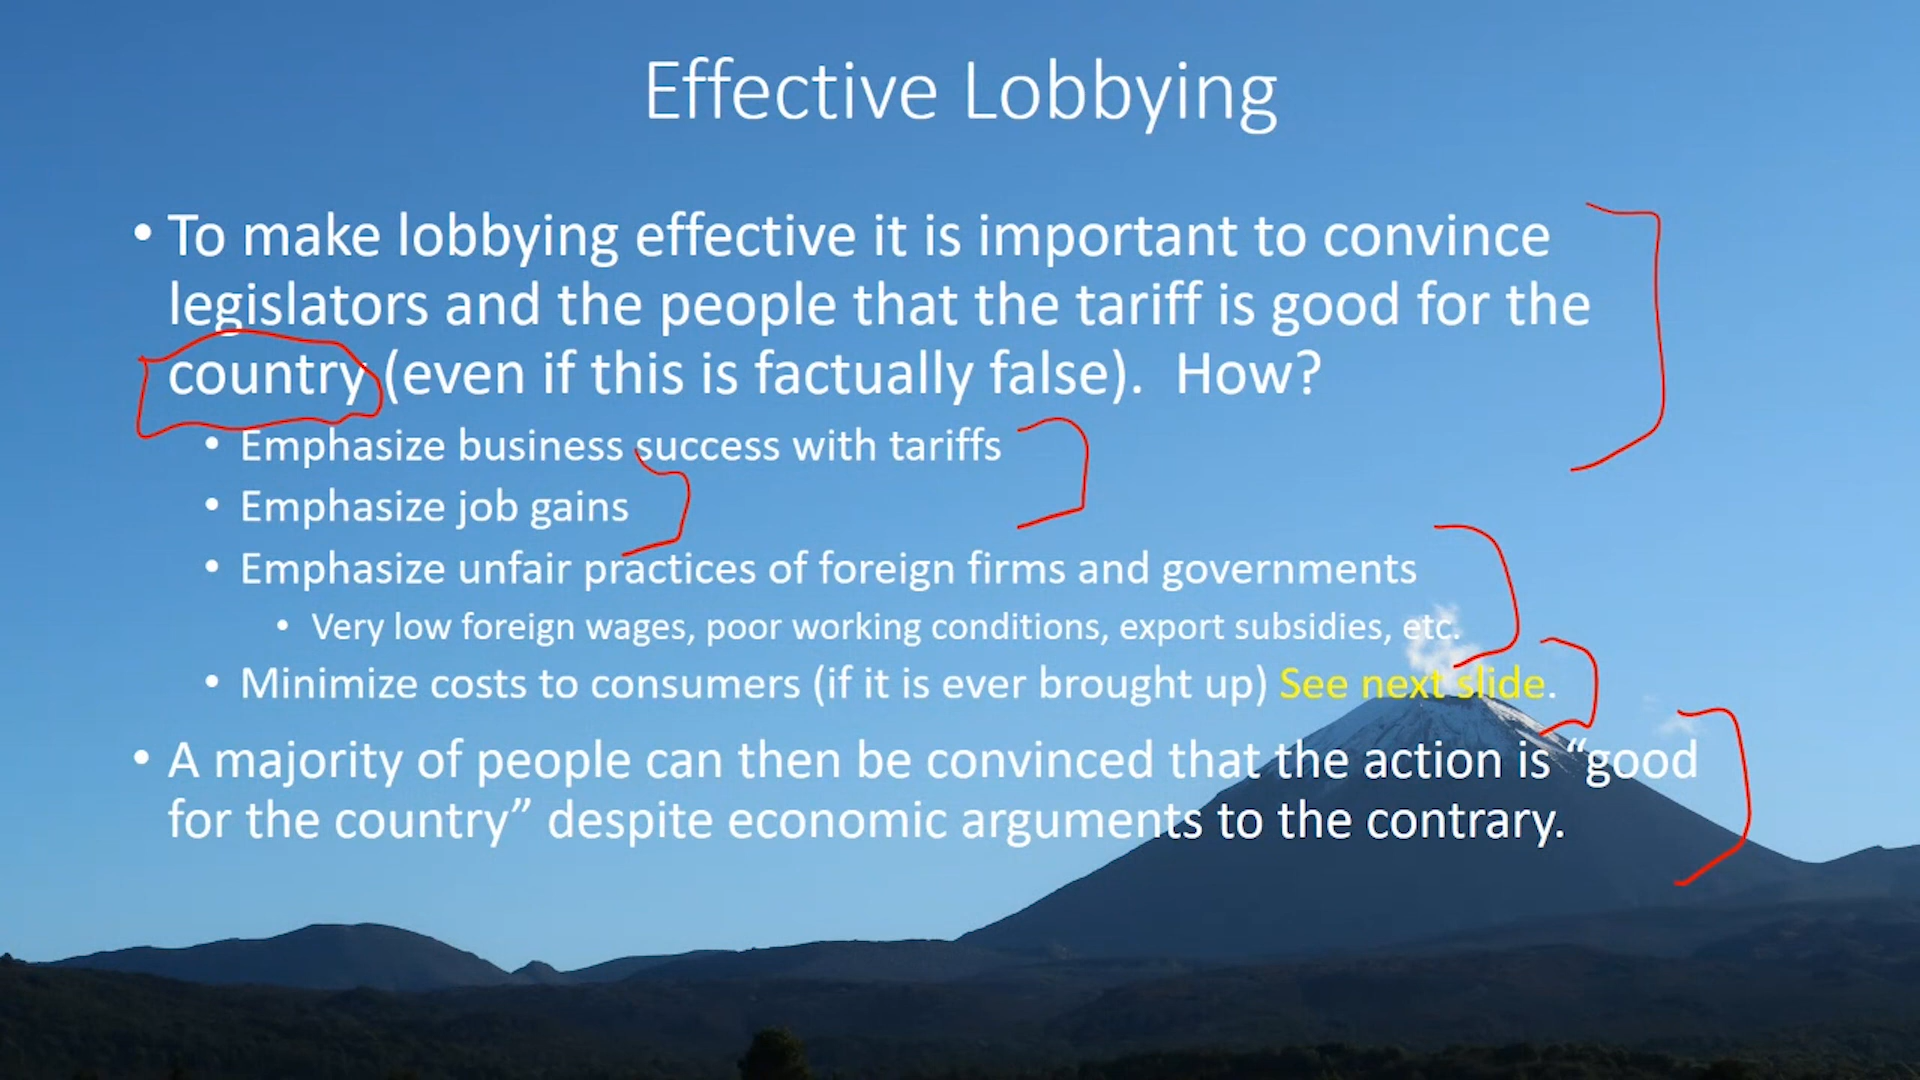 Effective Lobbying
• To make lobbying effective it is important to convince
legislators and the people that the tariff is good for the
country (even if this is factually false).  How?
• Emphasize business success with tariffs
• Emphasize job gains
• Emphasize unfair practices of foreign firms and governments
• Very low foreign wages, poor working conditions, export subsidies, etc.
• Minimize costs to consumers (if it is ever brought up) See next slide.
• A majority of people can then be convinced that the action is “good
for the country” despite economic arguments to the contrary.